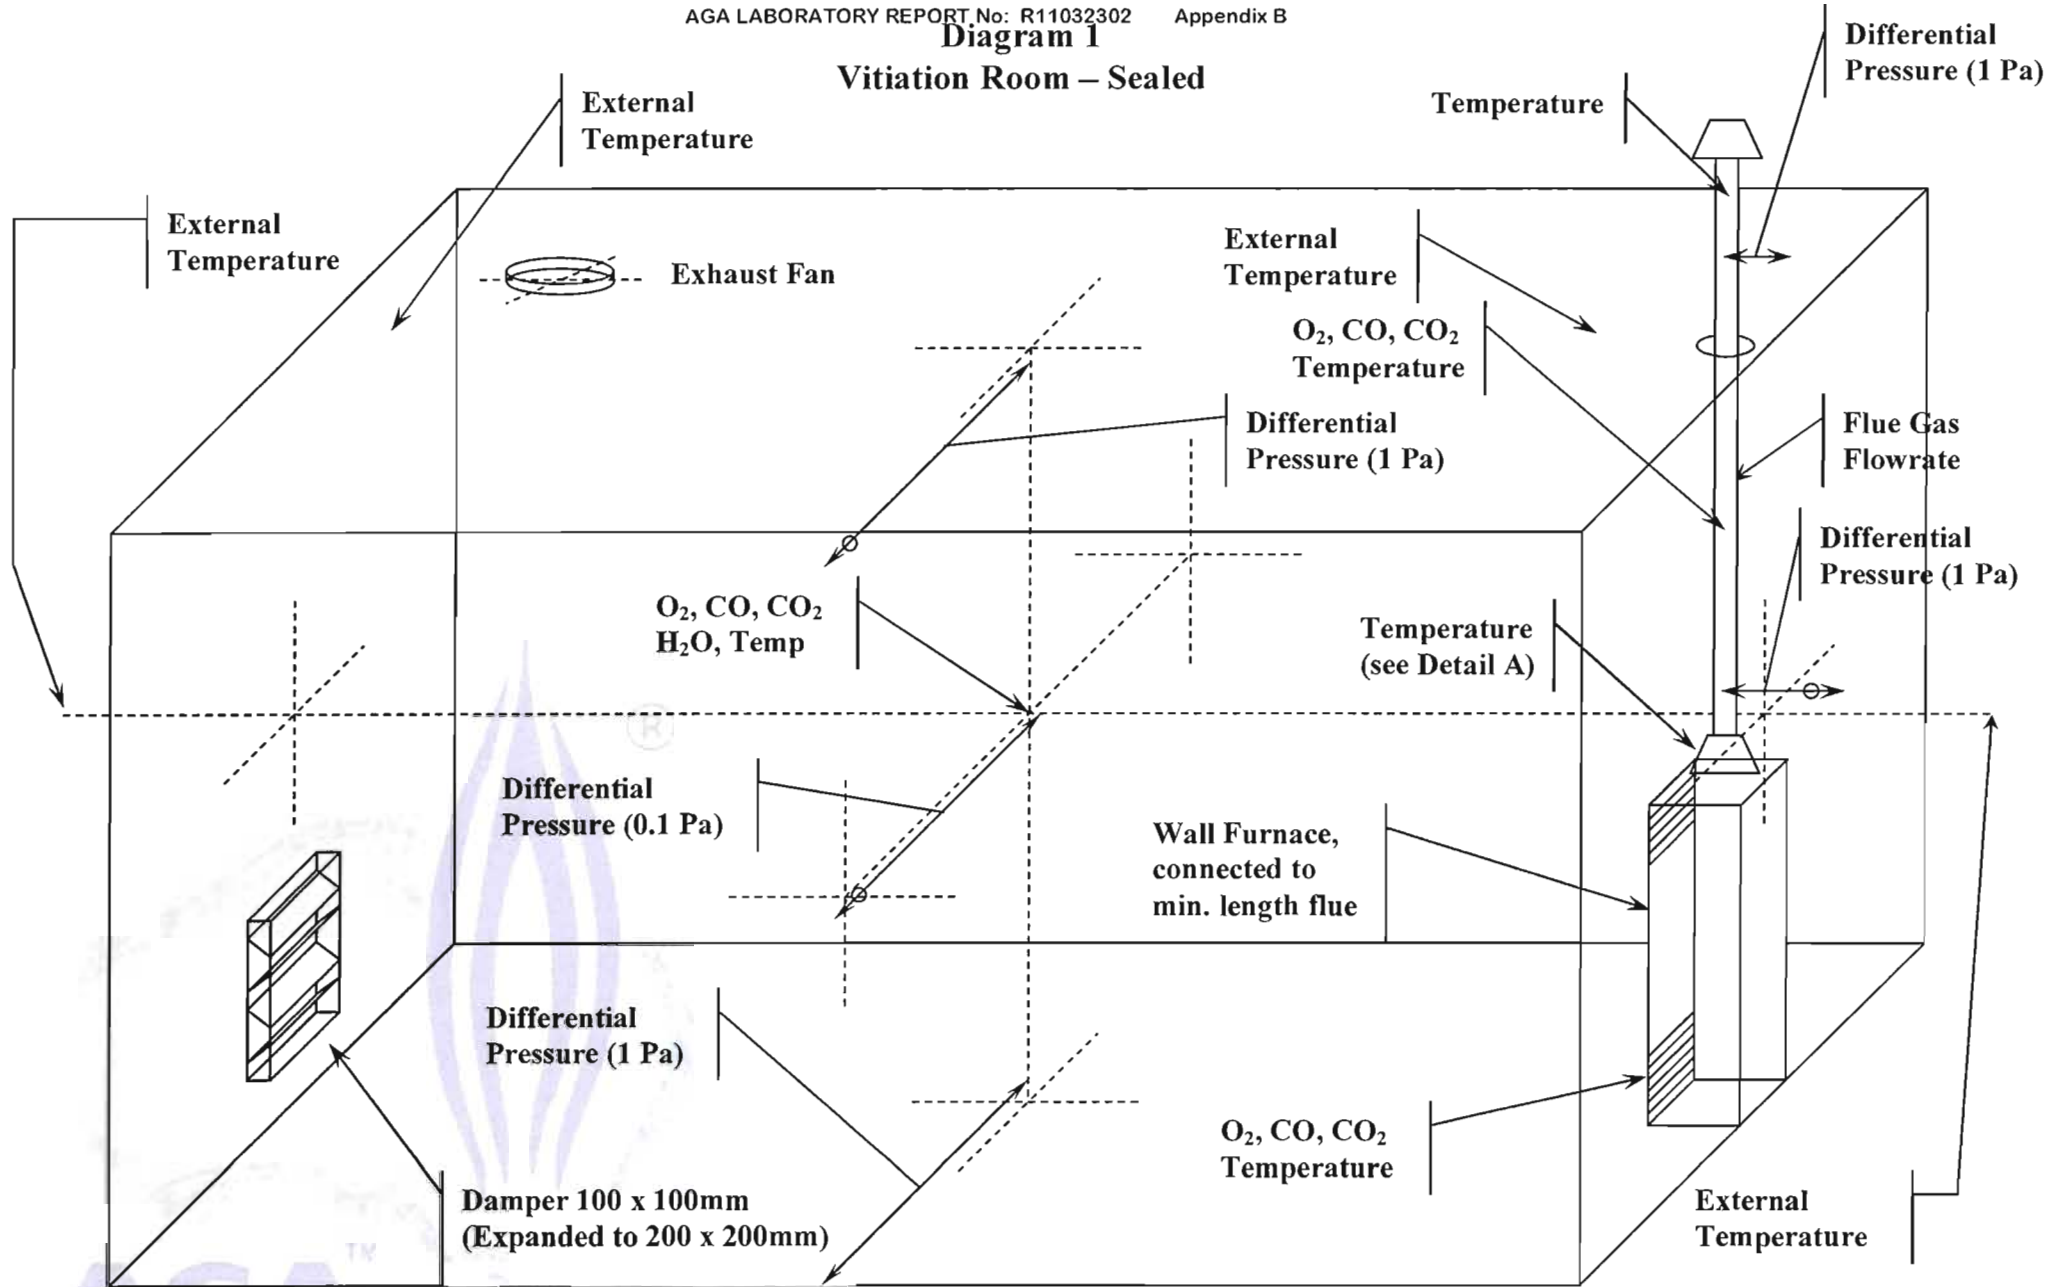 AGA LABORATORY REPORT No: R11032302 Appendix B
Diagram 1
Vitiation Room – Sealed
Differential
Pressure (1 Pa)
External
Temperature
Temperature
External
Temperature
Exhaust Fan
External
Temperature
O₂, CO, CO₂
Temperature
Differential
Pressure (1 Pa)
Flue Gas
Flowrate
Differential
Pressure (1 Pa)
O₂, CO, CO₂
H₂O, Temp
Temperature
(see Detail A)
®
Differential
Pressure (0.1 Pa)
Wall Furnace,
connected to
min. length flue
Differential
Pressure (1 Pa)
O₂, CO, CO₂
Temperature
Damper 100 x 100mm
(Expanded to 200 x 200mm)
External
Temperature
AGA™